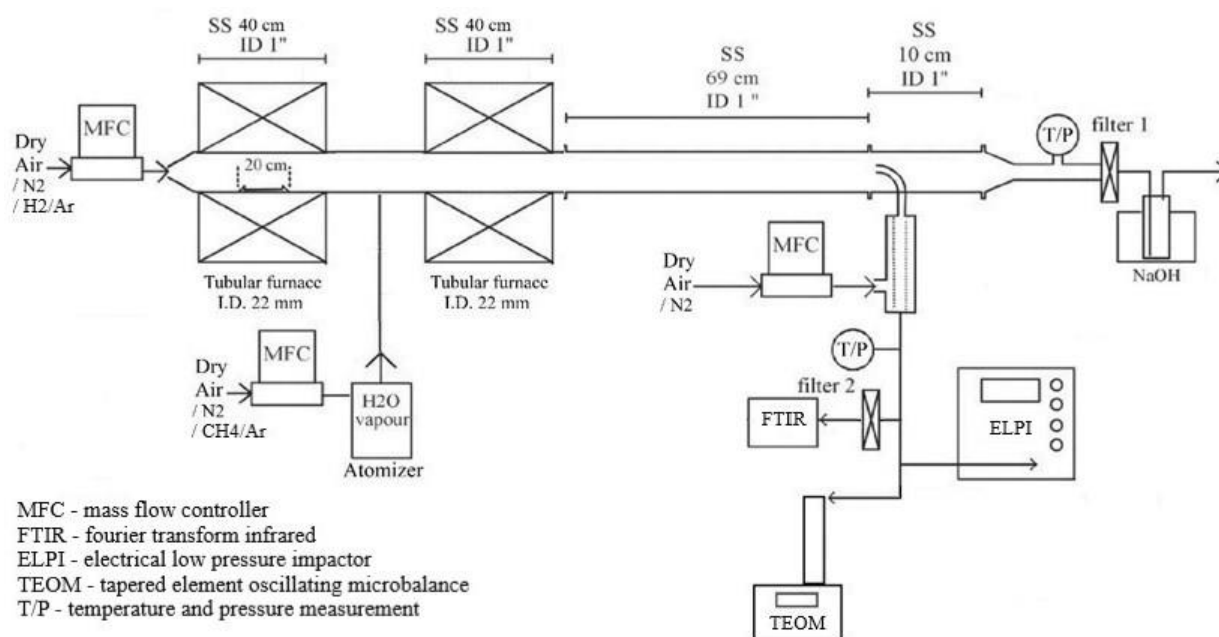 SS 40 cm
ID 1"
SS 40 cm
ID 1"
SS
69 cm
ID 1 "
SS
10 cm
ID 1"
MFC
Dry
Air
/ N2
/ H2/Ar
20 cm
T/P
filter 1
NaOH
Tubular furnace
I.D. 22 mm
Tubular furnace
I.D. 22 mm
MFC
Dry
Air
/ N2
MFC
Dry
Air
/ N2
/ CH4/Ar
H2O
vapour
Atomizer
T/P
filter 2
FTIR
ELPI
TEOM
MFC - mass flow controller
FTIR - fourier transform infrared
ELPI - electrical low pressure impactor
TEOM - tapered element oscillating microbalance
T/P - temperature and pressure measurement